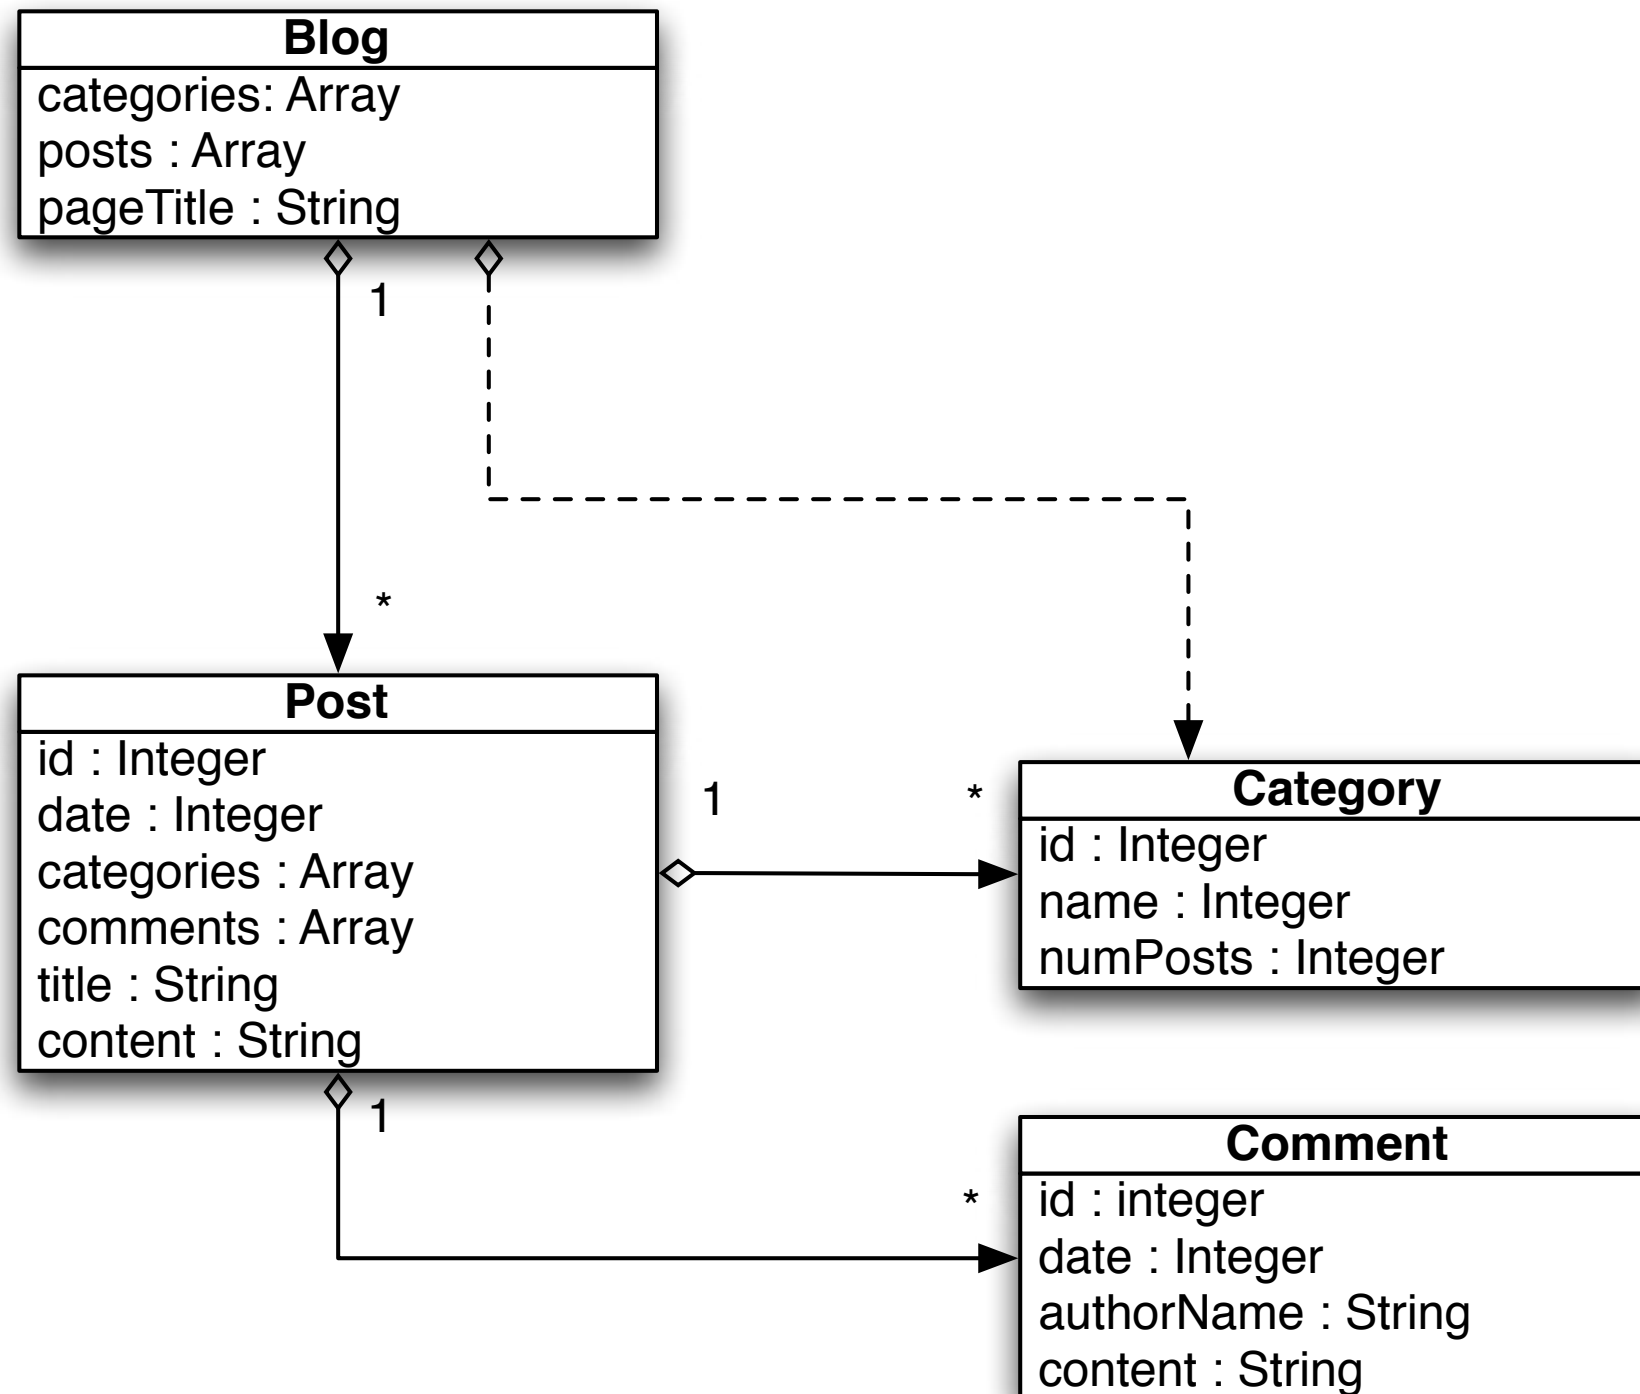 Blog
categories: Array
posts : Array
pageTitle : String
1
*
Post
id : Integer
date : Integer
categories : Array
comments : Array
title : String
content : String
1
*
Category
id : Integer
name : Integer
numPosts : Integer
1
*
Comment
id : integer
date : Integer
authorName : String
content : String